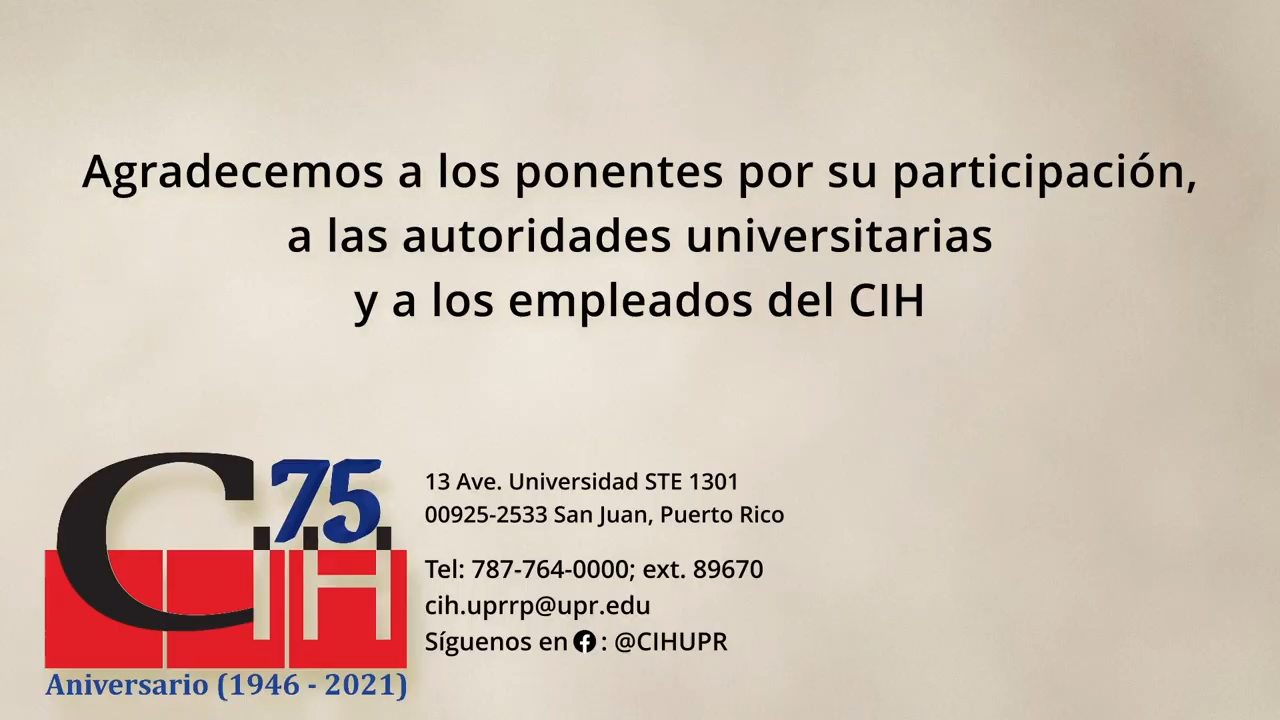 Agradecemos a los ponentes por su participación,
a las autoridades universitarias
y a los empleados del CIH
75
CIH
Aniversario (1946 - 2021)
13 Ave. Universidad STE 1301
00925-2533 San Juan, Puerto Rico
Tel: 787-764-0000; ext. 89670
cih.uprrp@upr.edu
Síguenos en : @CIHUPR